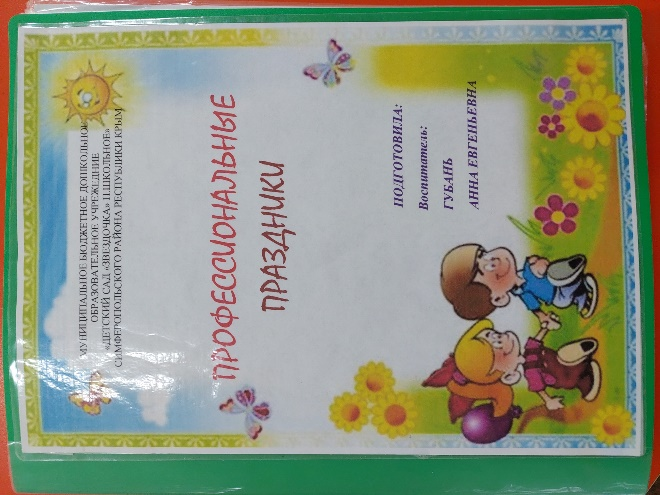 МУНИЦИПАЛЬНОЕ БЮДЖЕТНОЕ ДОШКОЛЬНОЕ
ОБРАЗОВАТЕЛЬНОЕ УЧРЕЖДЕНИЕ
«ДЕТСКИЙ САД «ЗВЕЗДОЧКА» П.ШКОЛЬНОЕ»
СИМФЕРОПОЛЬСКОГО РАЙОНА РЕСПУБЛИКИ КРЫМ
ПРОФЕССИОНАЛЬНЫЕ
ПРАЗДНИКИ
ПОДГОТОВИЛА:
Воспитатель:
ГУБАНЬ
АННА ЕВГЕНЬЕВНА